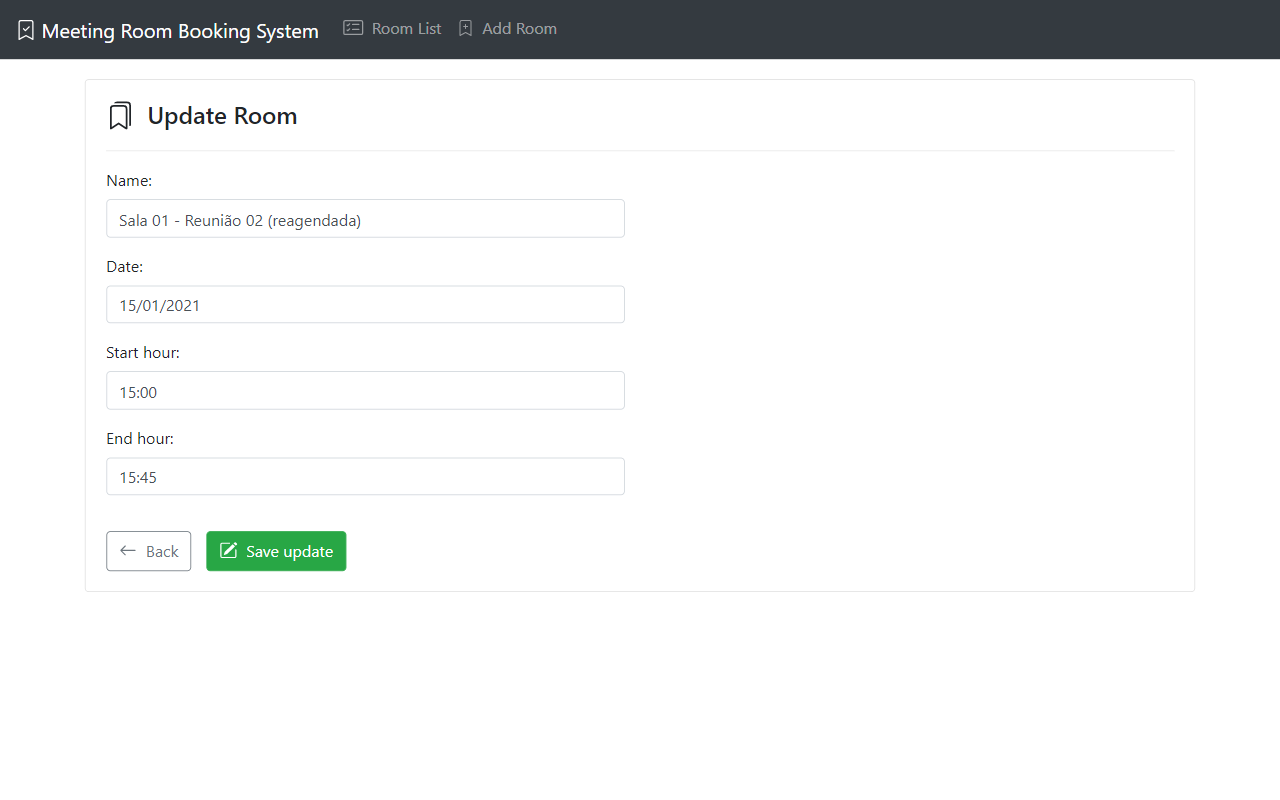 Meeting Room Booking System Room List Add Room
Update Room
Name:
Sala 01 - Reunião 02 (reagendada)
Date:
15/01/2021
Start hour:
15:00
End hour:
15:45
Back Save update